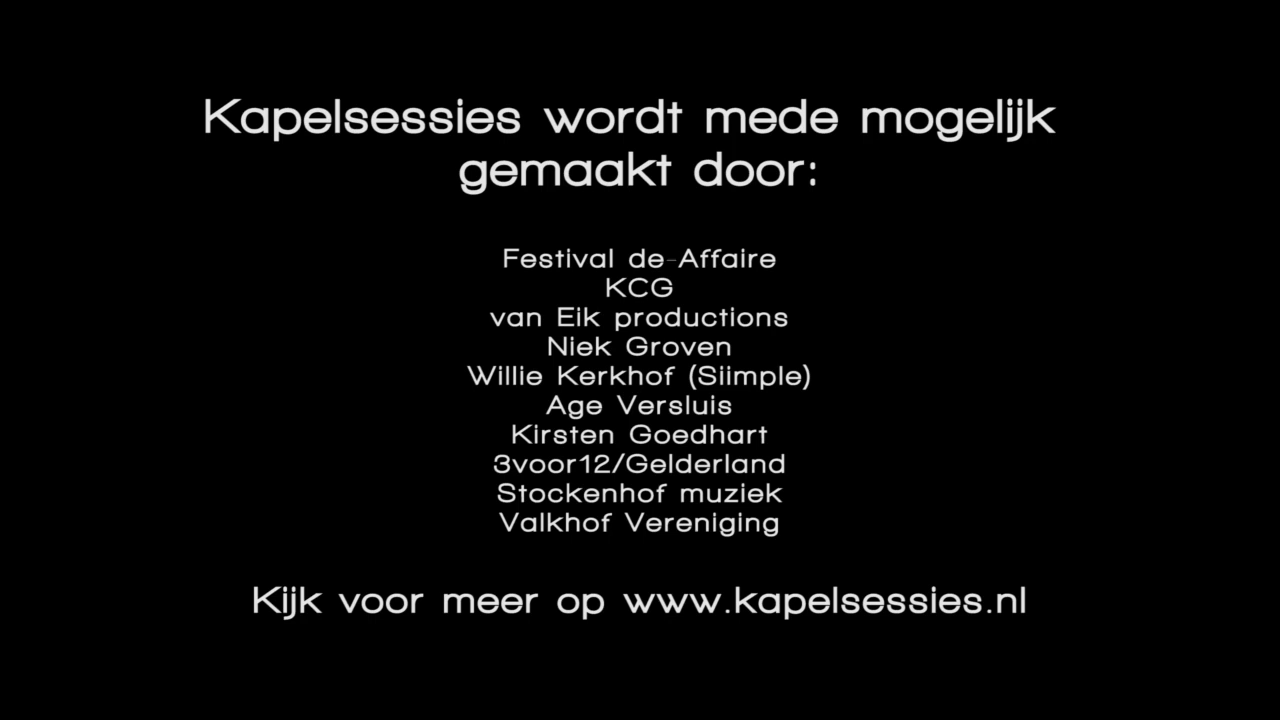 Kapelsessies wordt mede mogelijk
gemaakt door:
Festival de-Affaire
KCG
van Eik productions
Niek Groven
Willie Kerkhof (Siimple)
Age Versluis
Kirsten Goedhart
3voor12/Gelderland
Stockenhof muziek
Valkhof Vereniging
Kijk voor meer op www.kapelsessies.nl